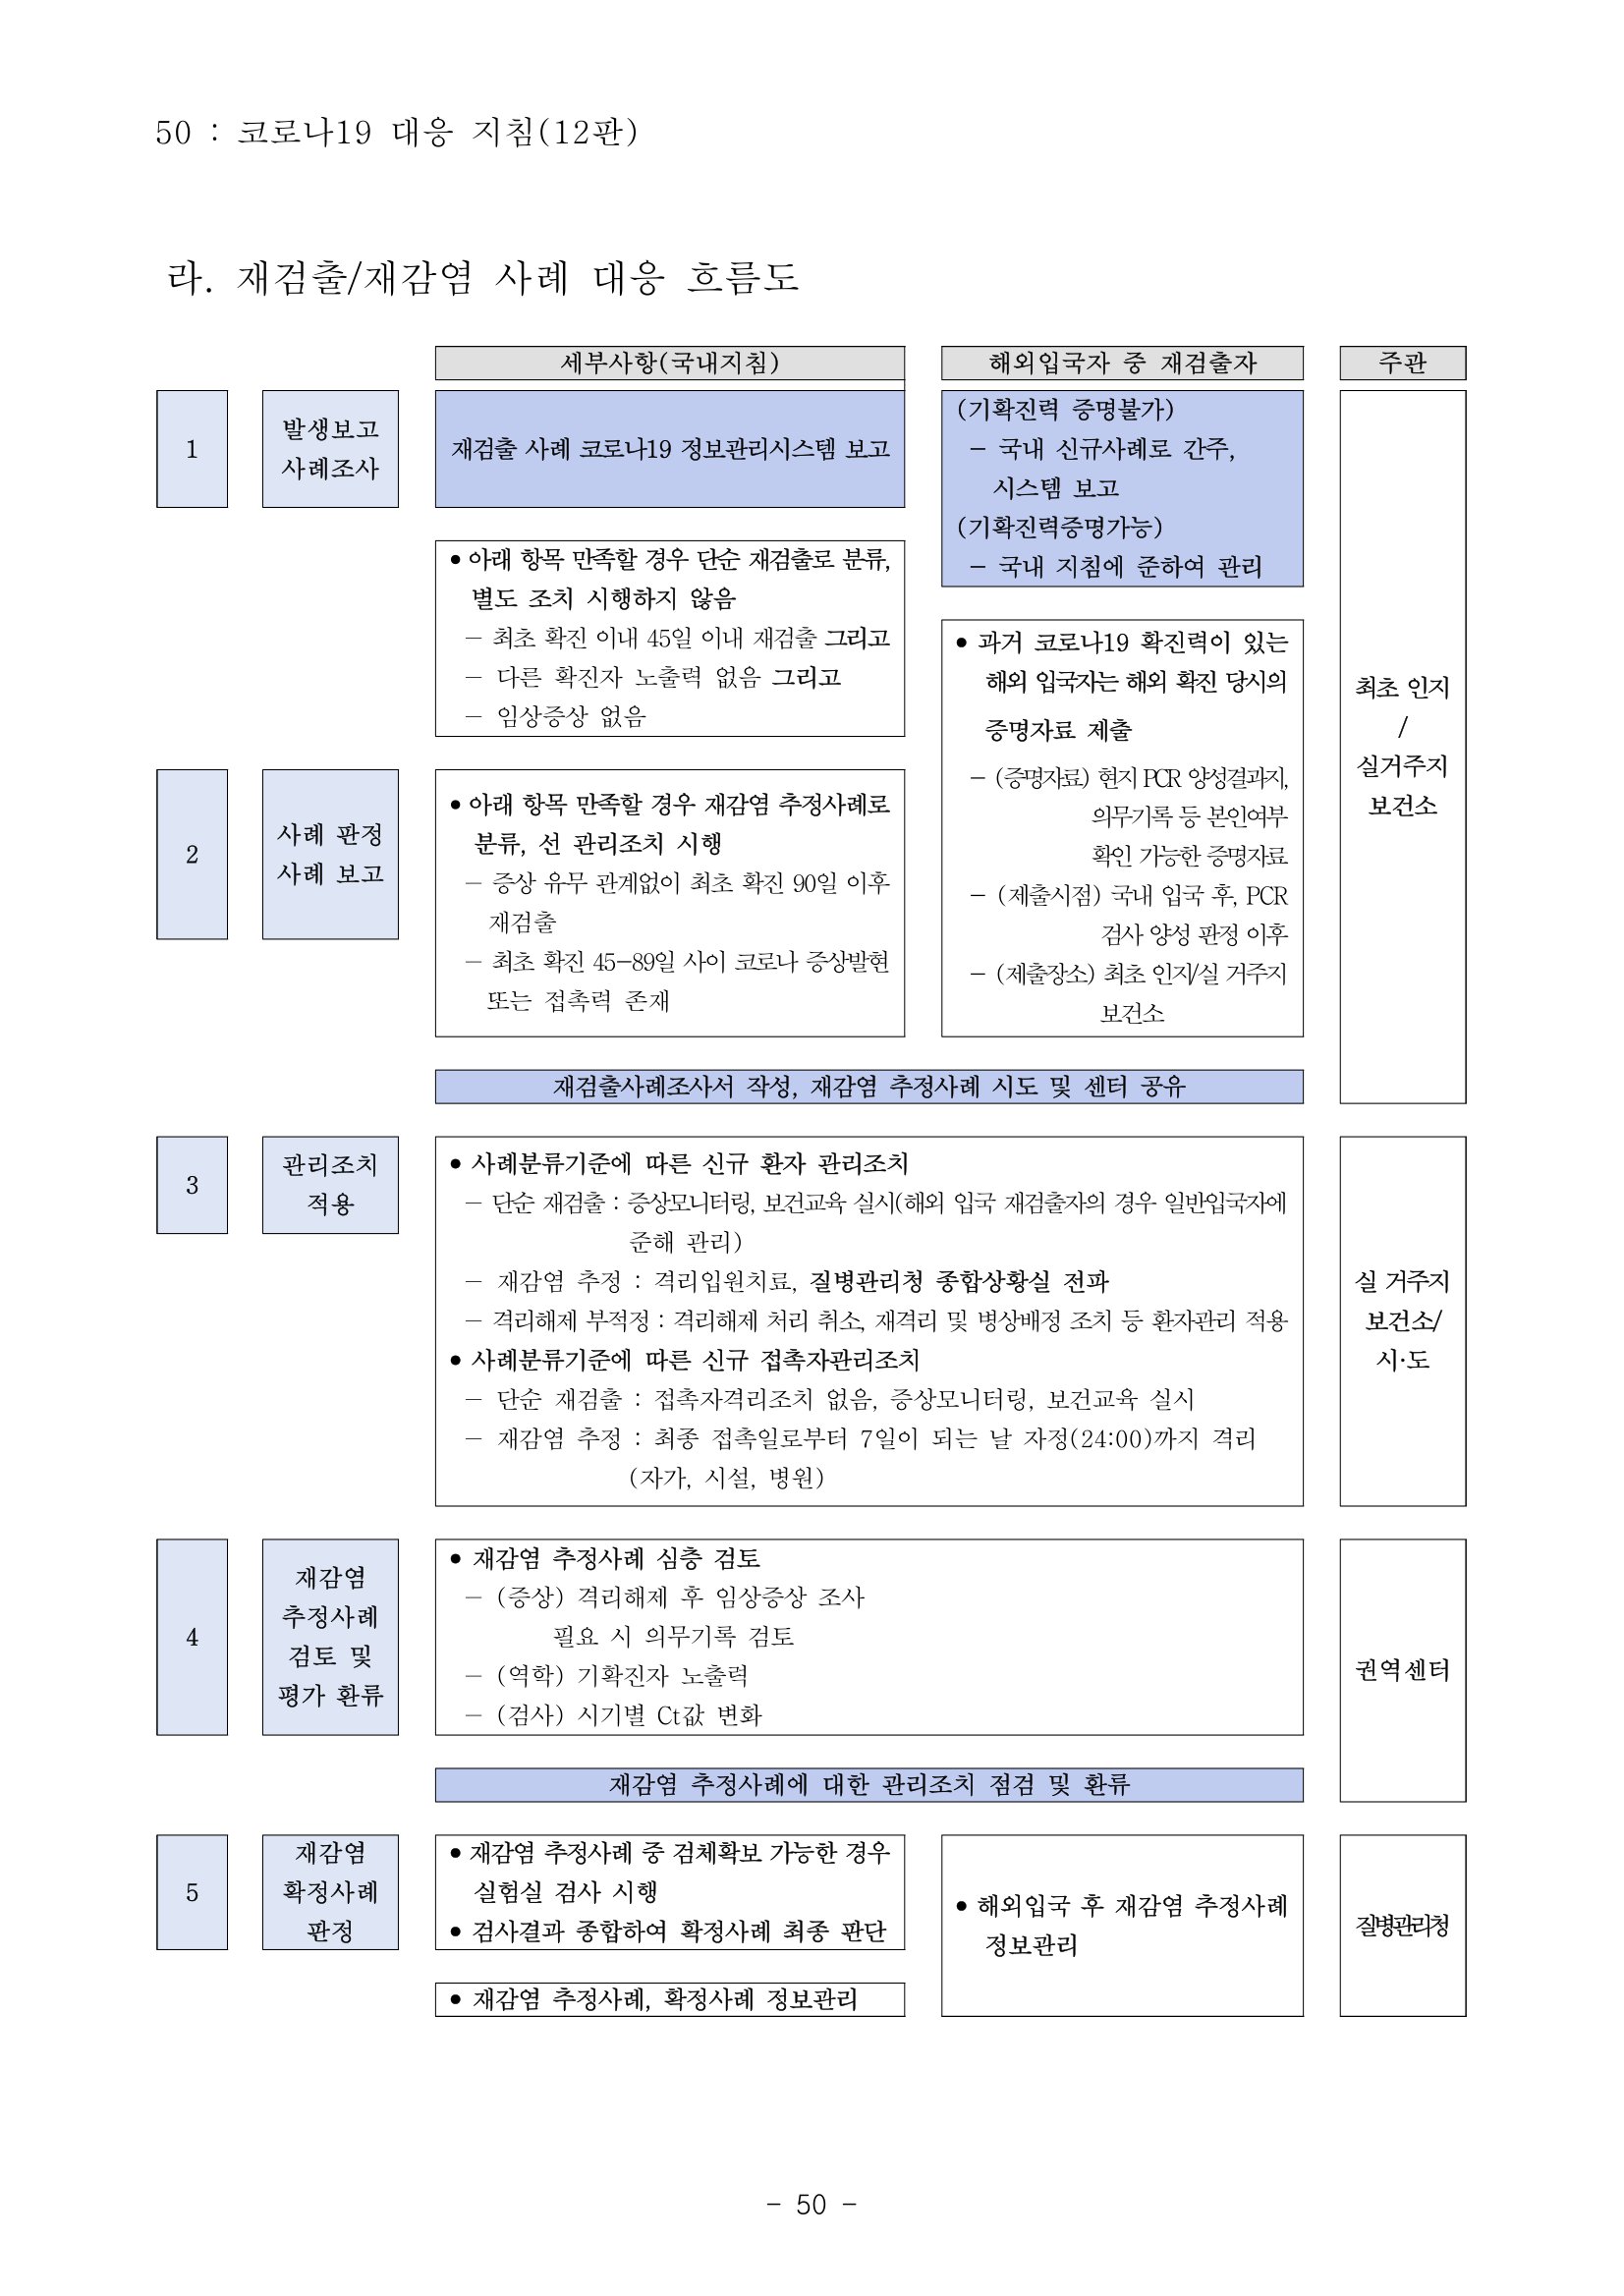 50 : 코로나19 대응 지침(12판)
라. 재검출/재감염 사례 대응 흐름도
세부사항(국내지침)
해외입국자 중 재검출자
주관
1
발생보고
사례조사
재검출 사례 코로나19 정보관리시스템 보고
(기확진력 증명불가)
- 국내 신규사례로 간주,
시스템 보고
(기확진력증명가능)
- 국내 지침에 준하여 관리
• 아래 항목 만족할 경우 단순 재검출로 분류,
별도 조치 시행하지 않음
- 최초 확진 이내 45일 이내 재검출 그리고
- 다른 확진자 노출력 없음 그리고
- 임상증상 없음
• 과거 코로나19 확진력이 있는
해외 입국자는 해외 확진 당시의
증명자료 제출
- (증명자료) 현지 PCR 양성결과지,
의무기록 등 본인여부
확인 가능한 증명자료
- (제출시점) 국내 입국 후, PCR
검사 양성 판정 이후
- (제출장소) 최초 인지/실 거주지
보건소
최초 인지
/
실거주지
보건소
2
사례 판정
사례 보고
• 아래 항목 만족할 경우 재감염 추정사례로
분류, 선 관리조치 시행
- 증상 유무 관계없이 최초 확진 90일 이후
재검출
- 최초 확진 45-89일 사이 코로나 증상발현
또는 접촉력 존재
재검출사례조사서 작성, 재감염 추정사례 시도 및 센터 공유
3
관리조치
적용
• 사례분류기준에 따른 신규 환자 관리조치
- 단순 재검출 : 증상모니터링, 보건교육 실시(해외 입국 재검출자의 경우 일반입국자에
준해 관리)
- 재감염 추정 : 격리입원치료, 질병관리청 종합상황실 전파
- 격리해제 부적정 : 격리해제 처리 취소, 재격리 및 병상배정 조치 등 환자관리 적용
• 사례분류기준에 따른 신규 접촉자관리조치
- 단순 재검출 : 접촉자격리조치 없음, 증상모니터링, 보건교육 실시
- 재감염 추정 : 최종 접촉일로부터 7일이 되는 날 자정(24:00)까지 격리
(자가, 시설, 병원)
실 거주지
보건소/
시·도
4
재감염
추정사례
검토 및
평가 환류
• 재감염 추정사례 심층 검토
- (증상) 격리해제 후 임상증상 조사
필요 시 의무기록 검토
- (역학) 기확진자 노출력
- (검사) 시기별 Ct값 변화
권역센터
재감염 추정사례에 대한 관리조치 점검 및 환류
5
재감염
확정사례
판정
• 재감염 추정사례 중 검체확보 가능한 경우
실험실 검사 시행
• 검사결과 종합하여 확정사례 최종 판단
• 해외입국 후 재감염 추정사례
정보관리
질병관리청
• 재감염 추정사례, 확정사례 정보관리
- 50 -